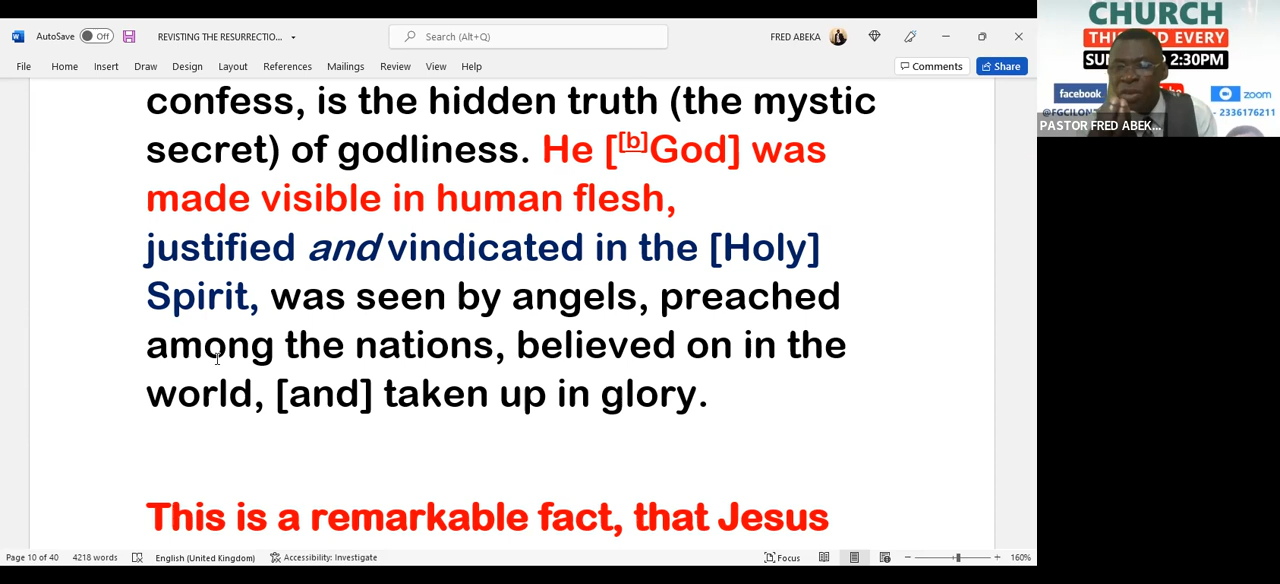 AutoSave Off REVISTING THE RESURRECTIO... Search (Alt+Q) FRED ABEKA
File Home Insert Draw Design Layout References Mailings Review View Help Comments Share
confess, is the hidden truth (the mystic
secret) of godliness. He [[b]God] was
made visible in human flesh,
justified and vindicated in the [Holy]
Spirit, was seen by angels, preached
among the nations, believed on in the
world, [and] taken up in glory.
This is a remarkable fact, that Jesus
Page 10 of 40 4218 words English (United Kingdom) Accessibility: Investigate Focus 160%
CHURCH
EVERY
2:30PM
facebook zoom
2336176211
PASTOR FRED ABEK...